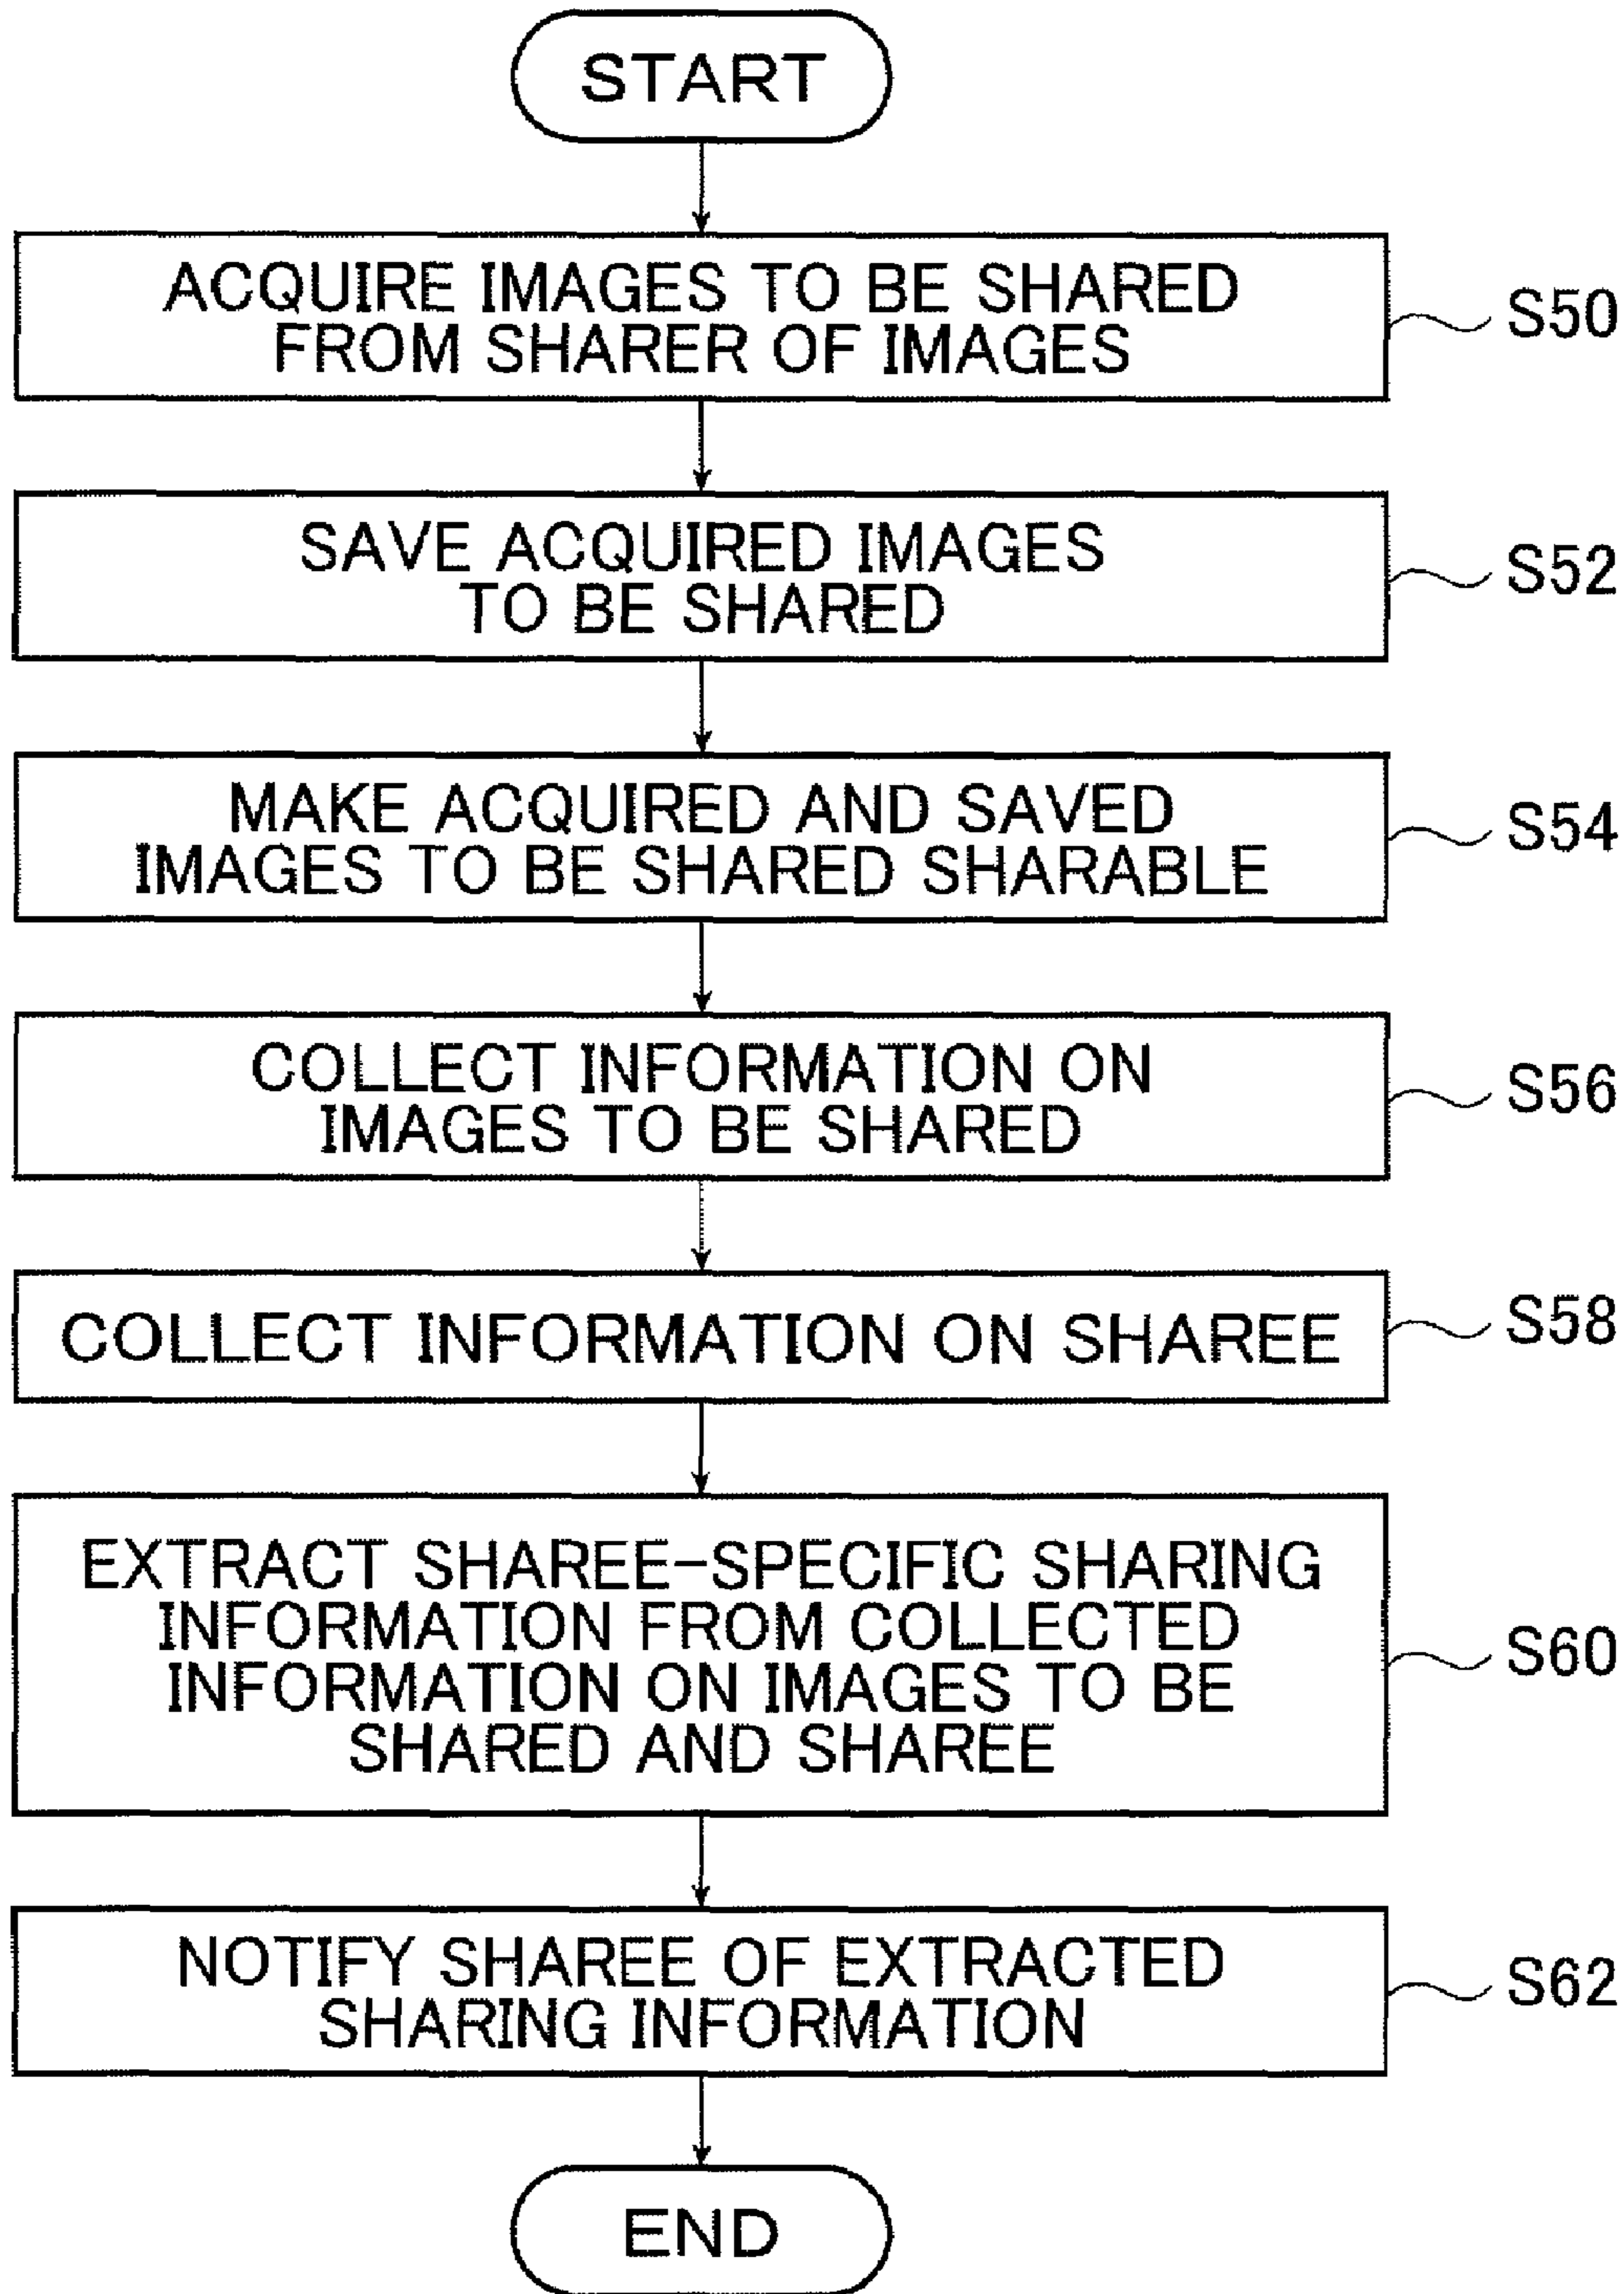 START
ACQUIRE IMAGES TO BE SHARED
FROM SHARER OF IMAGES
S50
SAVE ACQUIRED IMAGES
TO BE SHARED
S52
MAKE ACQUIRED AND SAVED
IMAGES TO BE SHARED SHARABLE
S54
COLLECT INFORMATION ON
IMAGES TO BE SHARED
S56
COLLECT INFORMATION ON SHAREE
S58
EXTRACT SHAREE-SPECIFIC SHARING
INFORMATION FROM COLLECTED
INFORMATION ON IMAGES TO BE
SHARED AND SHAREE
S60
NOTIFY SHAREE OF EXTRACTED
SHARING INFORMATION
S62
END